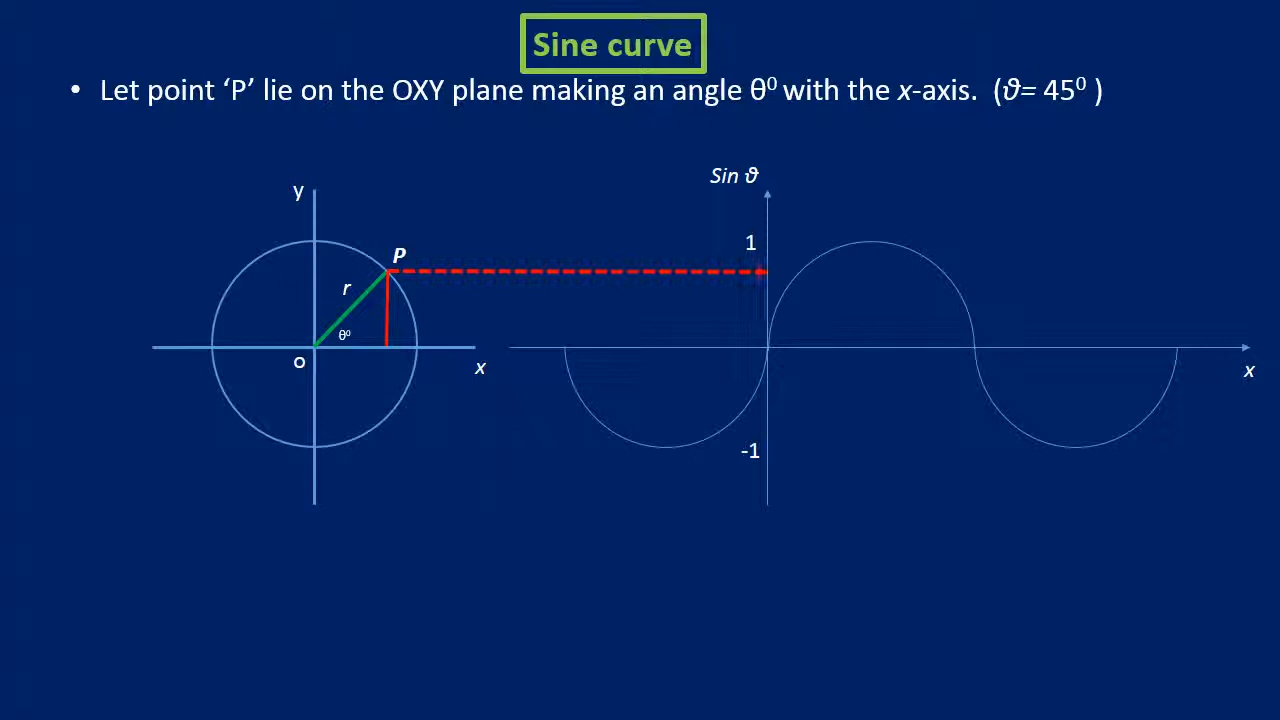 Sine curve
• Let point ‘P’ lie on the OXY plane making an angle θ⁰ with the x-axis. (ϑ= 45⁰ )
Sin ϑ
y
1
P
r
θ⁰
O
x
x
-1